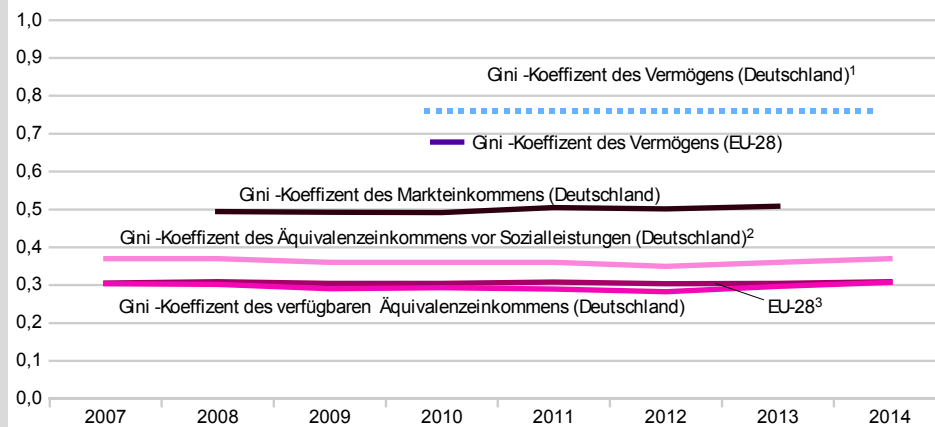 1,0
0,9
Gini -Koeffizent des Vermögens (Deutschland)¹
0,8
0,7
Gini -Koeffizent des Vermögens (EU-28)
0,6
Gini -Koeffizent des Markteinkommens (Deutschland)
0,5
Gini -Koeffizent des Äquivalenzeinkommens vor Sozialleistungen (Deutschland)²
0,4
0,3
Gini -Koeffizent des verfügbaren Äquivalenzeinkommens (Deutschland) EU-28³
0,2
0,1
0,0
2007 2008 2009 2010 2011 2012 2013 2014